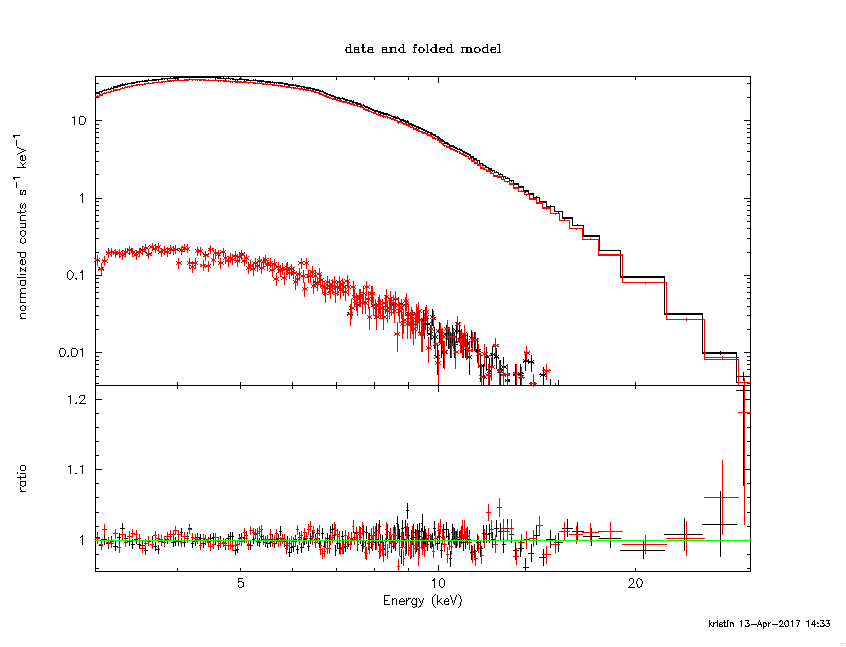 data and folded model
normalized counts s⁻¹ keV⁻¹
10
1
0.1
0.01
ratio
1.2
1.1
1
5
10
20
Energy (keV)
kristin 13-Apr-2017 14:33